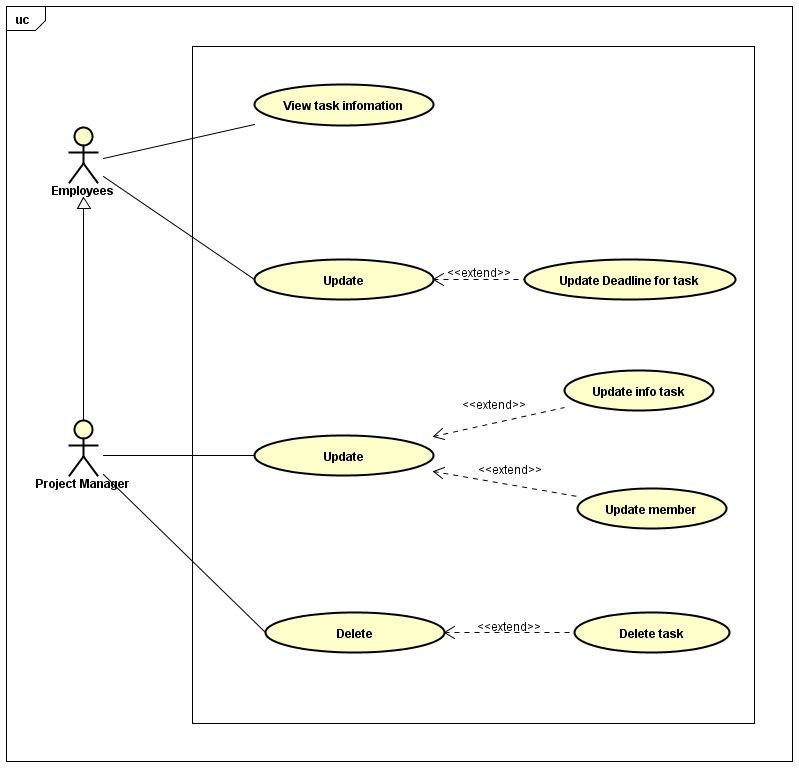 uc
View task infomation
Employees
Update
<<extend>>
Update Deadline for task
Update info task
<<extend>>
Update
Project Manager
<<extend>>
Update member
Delete
<<extend>>
Delete task